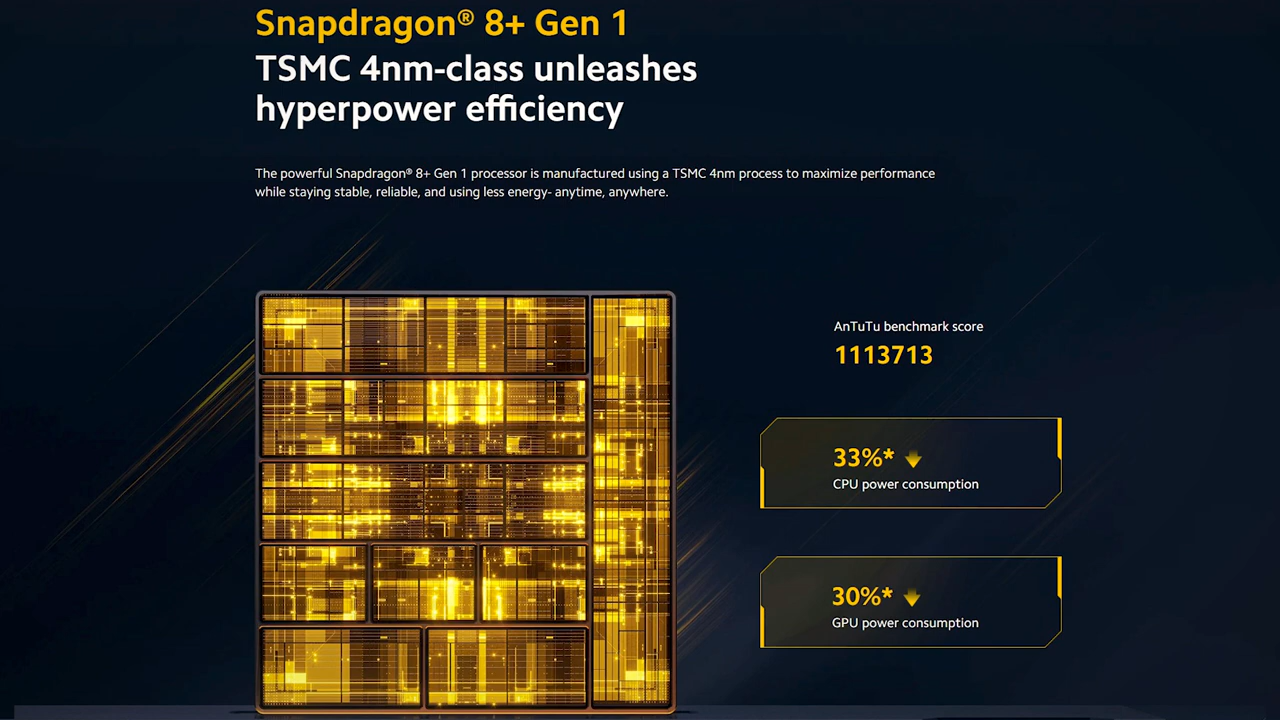 Snapdragon® 8+ Gen 1
TSMC 4nm-class unleashes
hyperpower efficiency
The powerful Snapdragon® 8+ Gen 1 processor is manufactured using a TSMC 4nm process to maximize performance
while staying stable, reliable, and using less energy- anytime, anywhere.
AnTuTu benchmark score
1113713
33%*
CPU power consumption
30%*
GPU power consumption